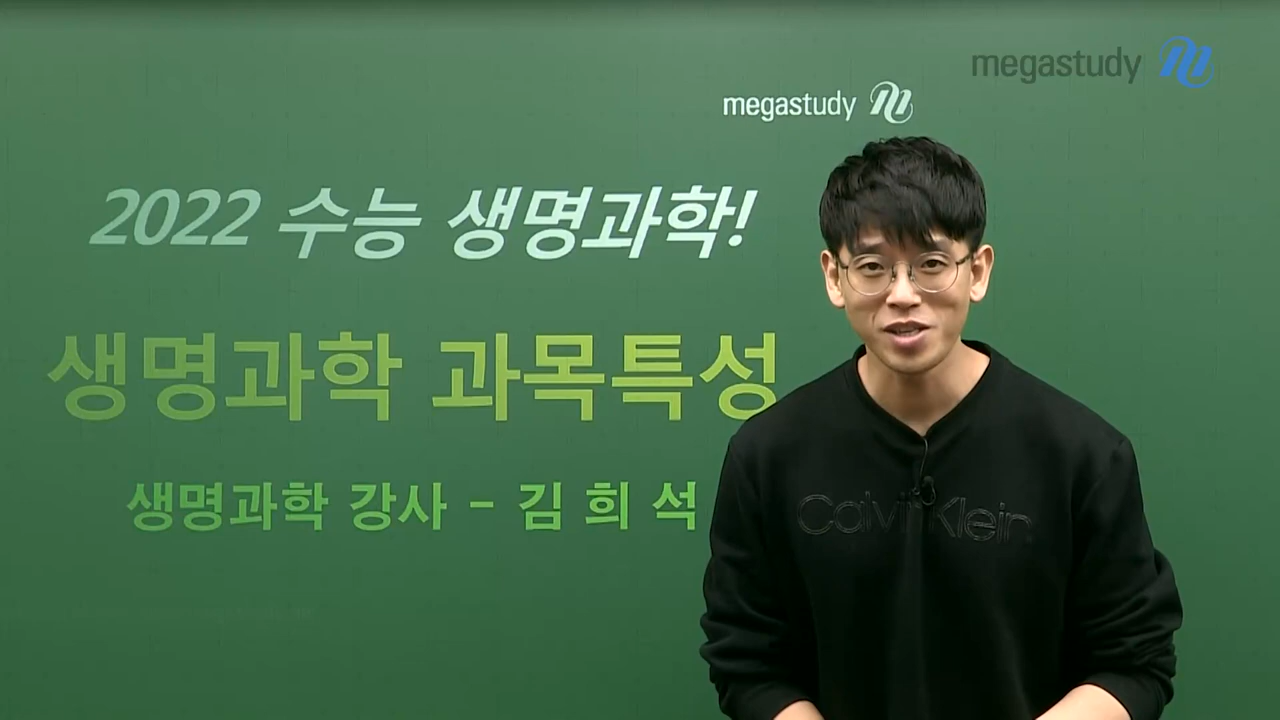 megastudy
megastudy
2022 수능 생명과학!
생명과학 과목특성
생명과학 강사 - 김 희 석
Calvin Klein